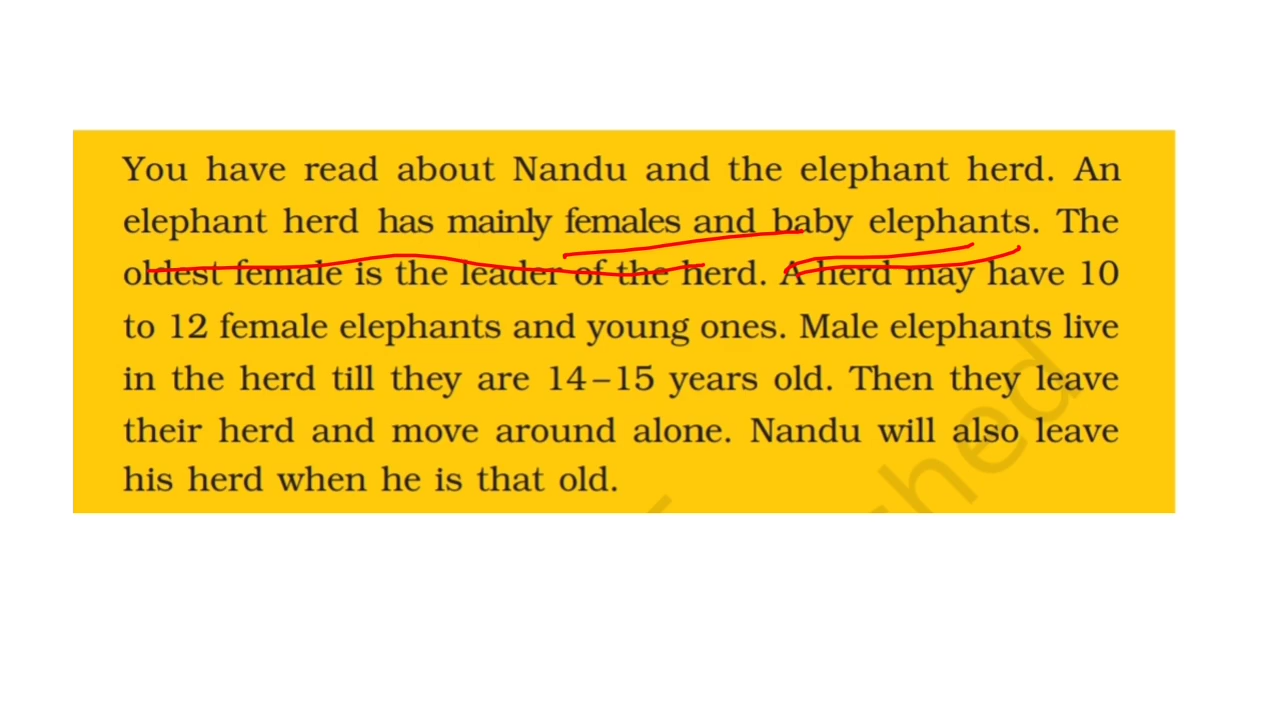 You have read about Nandu and the elephant herd. An
elephant herd has mainly females and baby elephants. The
oldest female is the leader of the herd. A herd may have 10
to 12 female elephants and young ones. Male elephants live
in the herd till they are 14–15 years old. Then they leave
their herd and move around alone. Nandu will also leave
his herd when he is that old.